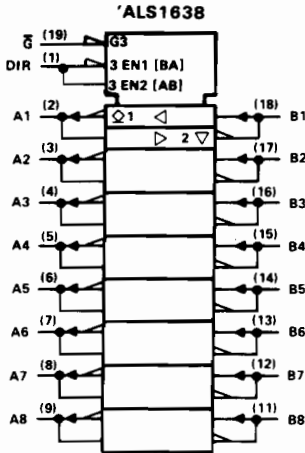 'ALS1638
G̅ (19) G3
DIR (1) 3 EN1 [BA]
3 EN2 [AB]
A1 (2) ◇ 1 ◁ (18) B1
▷ 2 ▽
A2 (3) (17) B2
A3 (4) (16) B3
A4 (5) (15) B4
A5 (6) (14) B5
A6 (7) (13) B6
A7 (8) (12) B7
A8 (9) (11) B8